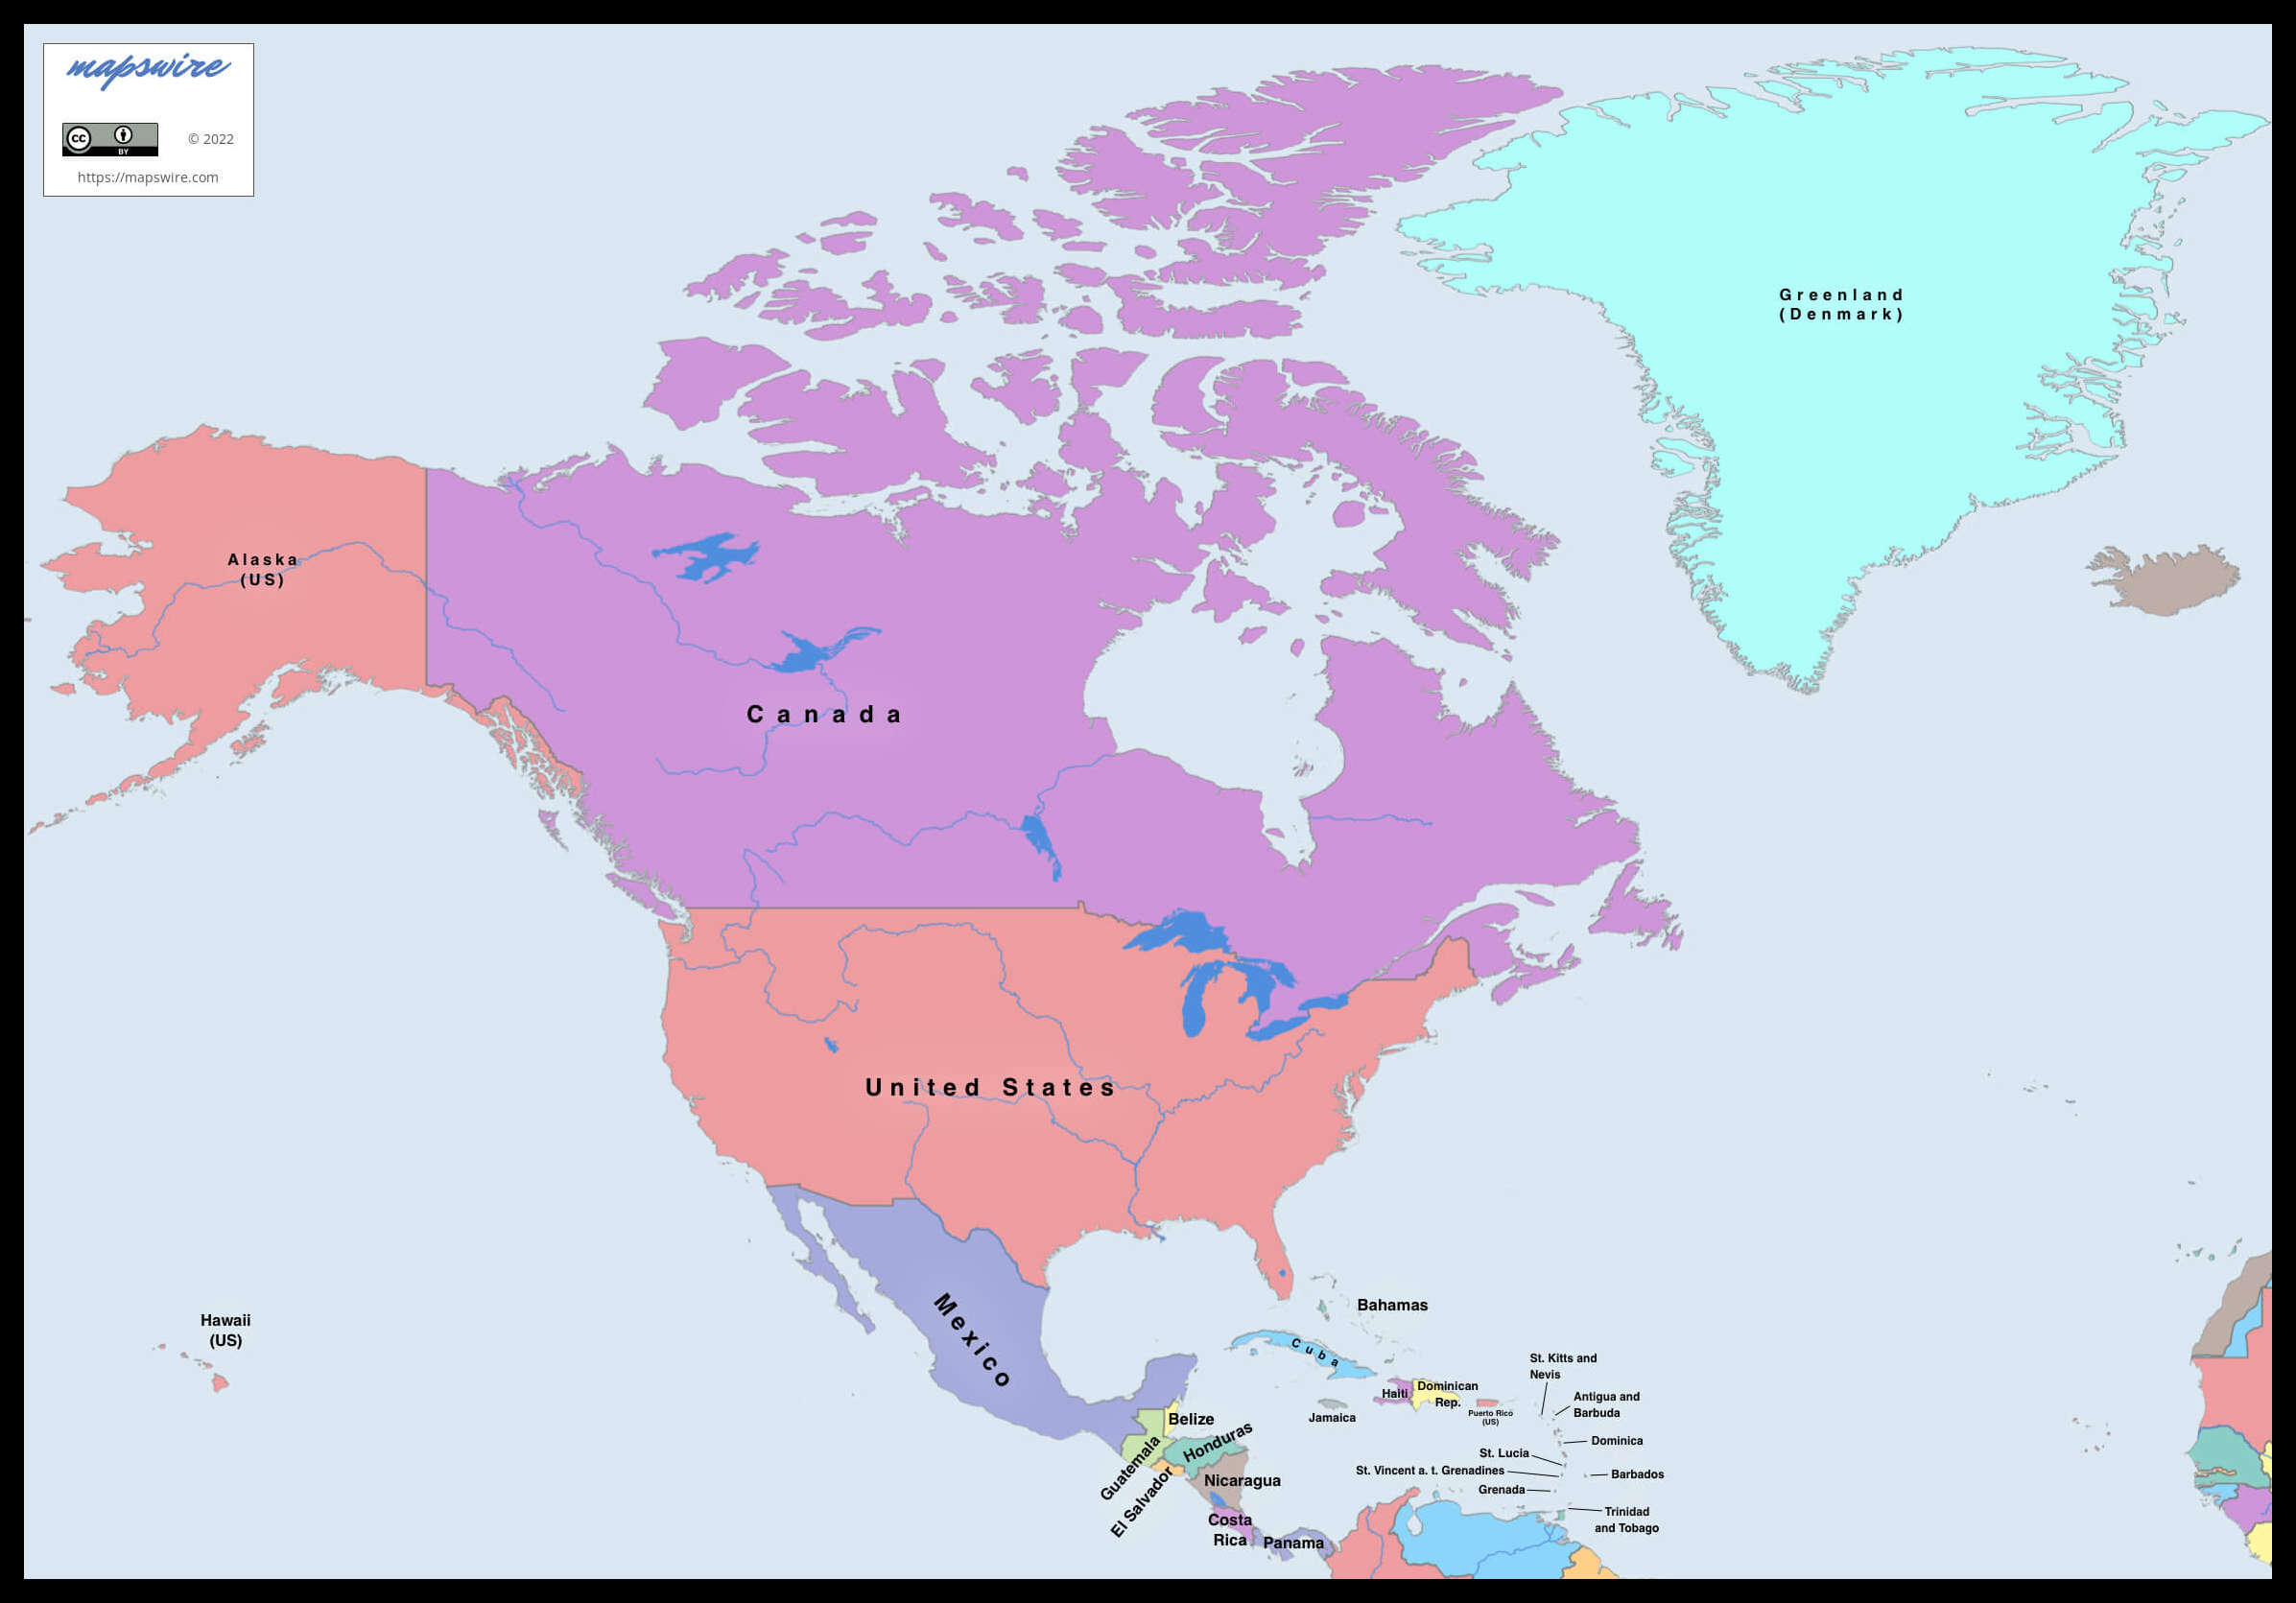 mapswire
cc
BY
© 2022
https://mapswire.com
Greenland
(Denmark)
Alaska
(US)
Canada
United States
Mexico
Hawaii
(US)
Bahamas
Cuba
St. Kitts and
Nevis
Haiti
Dominican
Rep.
Puerto Rico
(US)
Antigua and
Barbuda
Jamaica
Belize
Honduras
Dominica
Guatemala
St. Lucia
El Salvador
Nicaragua
St. Vincent a. t. Grenadines
Barbados
Grenada
Costa
Rica
Panama
Trinidad
and Tobago